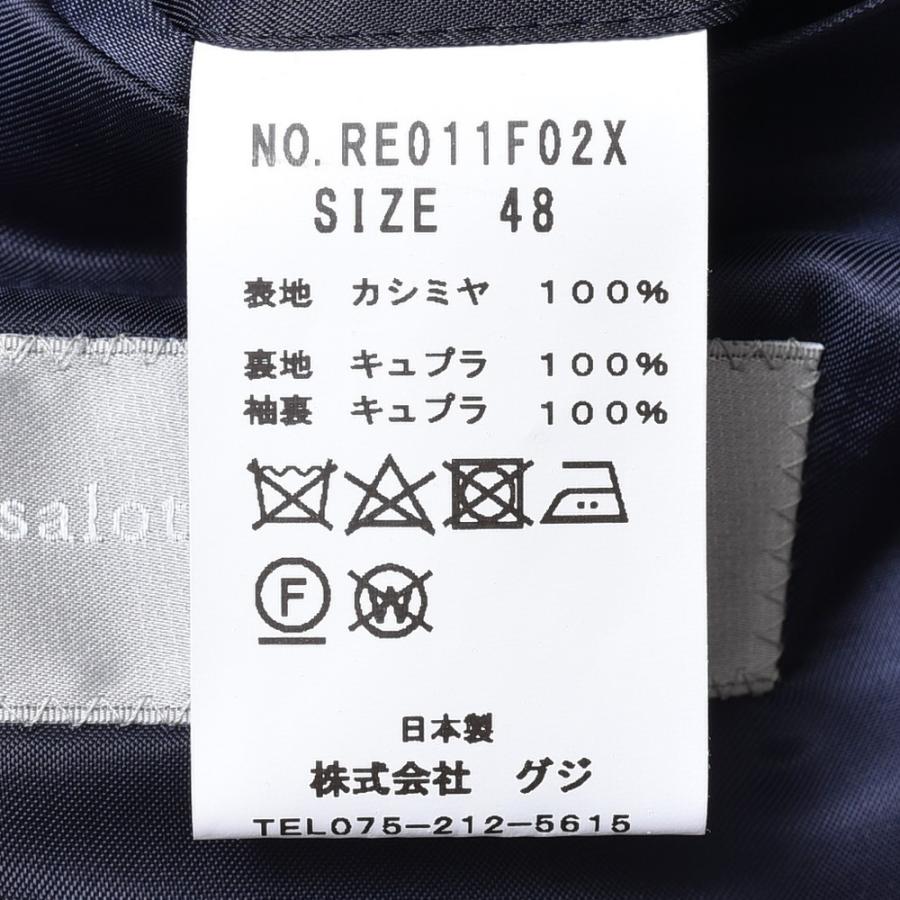 NO. RE011F02X
SIZE 48
表地 カシミヤ 100%
裏地 キュプラ 100%
袖裏 キュプラ 100%
F W
日本製
株式会社 グジ
TEL075-212-5615